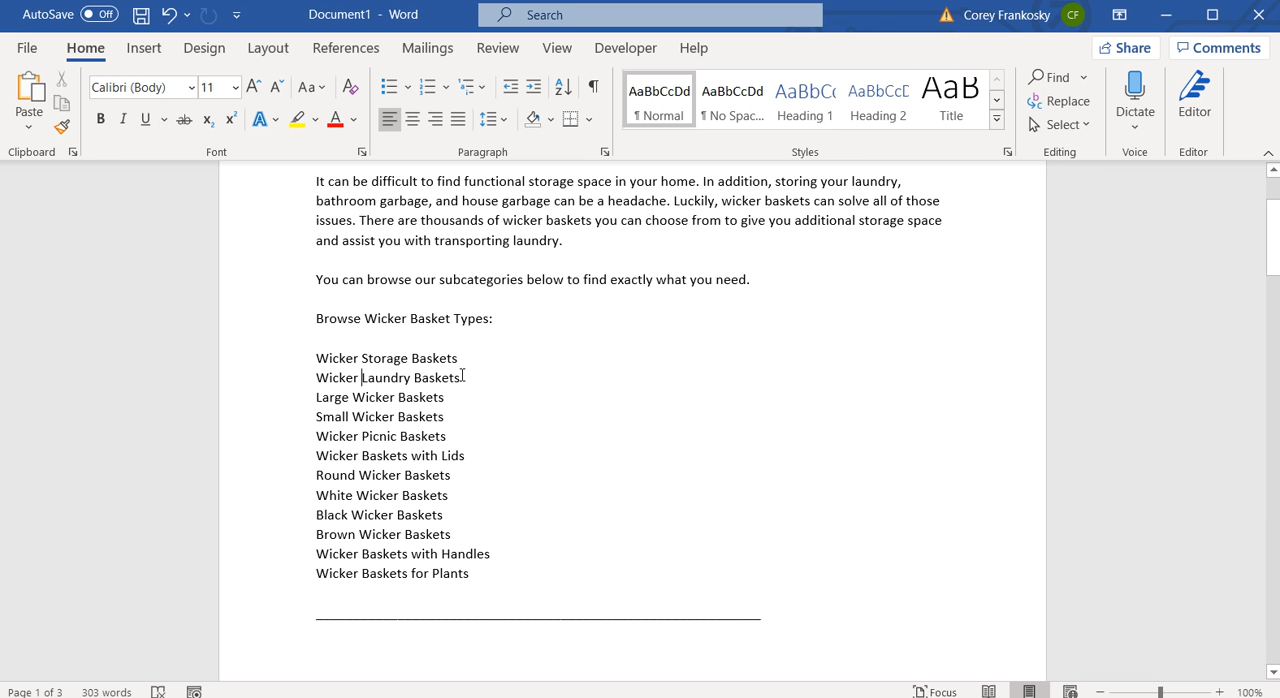 AutoSave Off Document1 - Word Search Corey Frankosky CF
File Home Insert Design Layout References Mailings Review View Developer Help Share Comments
Paste Calibri (Body) 11 A A Aa A AaBbCcDd AaBbCcDd AaBbCc AaBbCcD AaB Find Dictate Editor
B I U ab x2 x2 A A ¶ Normal ¶ No Spac... Heading 1 Heading 2 Title Replace
Select
Clipboard Font Paragraph Styles Editing Voice Editor
It can be difficult to find functional storage space in your home. In addition, storing your laundry,
bathroom garbage, and house garbage can be a headache. Luckily, wicker baskets can solve all of those
issues. There are thousands of wicker baskets you can choose from to give you additional storage space
and assist you with transporting laundry.
You can browse our subcategories below to find exactly what you need.
Browse Wicker Basket Types:
Wicker Storage Baskets
Wicker Laundry Baskets
Large Wicker Baskets
Small Wicker Baskets
Wicker Picnic Baskets
Wicker Baskets with Lids
Round Wicker Baskets
White Wicker Baskets
Black Wicker Baskets
Brown Wicker Baskets
Wicker Baskets with Handles
Wicker Baskets for Plants
Page 1 of 3 303 words Focus 100%